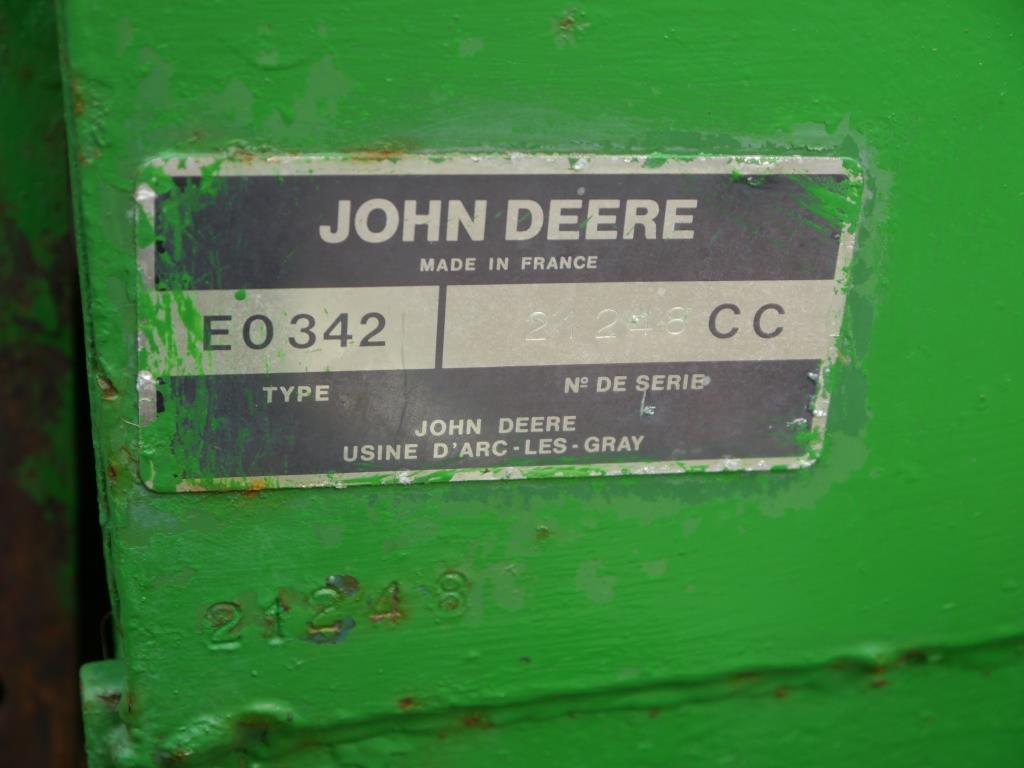 JOHN DEERE
MADE IN FRANCE
E0342 21248 CC
TYPE Nº DE SERIE
JOHN DEERE
USINE D'ARC-LES-GRAY
21248